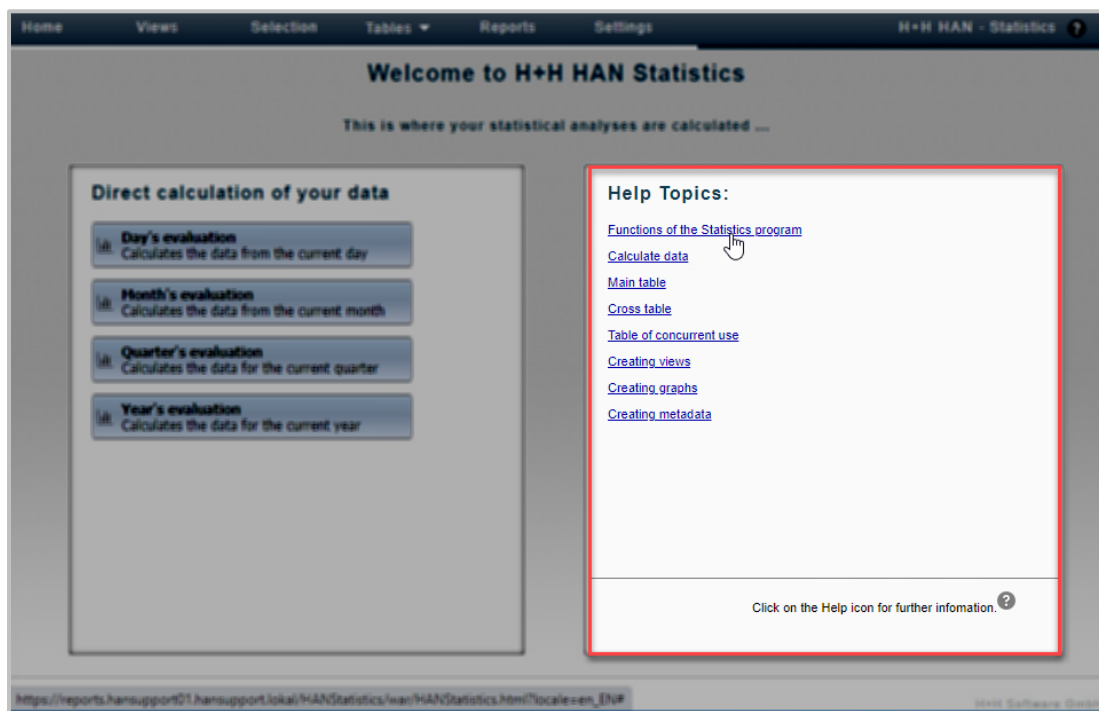 Home Views Selection Tables Reports Settings H+H HAN - Statistics ?
Welcome to H+H HAN Statistics
This is where your statistical analyses are calculated ...
Direct calculation of your data
Day's evaluation
Calculates the data from the current day
Month's evaluation
Calculates the data from the current month
Quarter's evaluation
Calculates the data for the current quarter
Year's evaluation
Calculates the data for the current year
Help Topics:
Functions of the Statistics program
Calculate data
Main table
Cross table
Table of concurrent use
Creating views
Creating graphs
Creating metadata
Click on the Help icon for further infomation. ?
https://reports.hansupport01.hansupport.lokal/HANStatistics/war/HANStatistics.html?locale=en_EN#
H+H Software GmbH